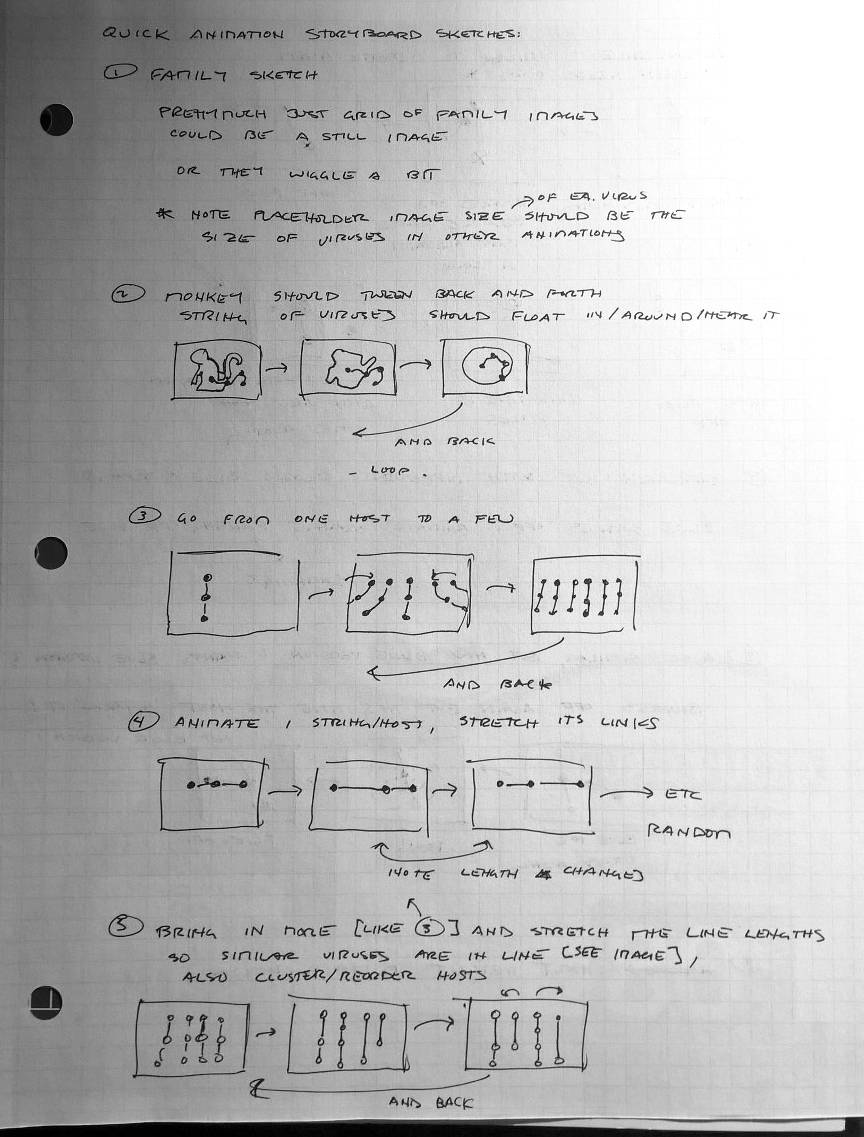 QUICK ANIMATION STORYBOARD SKETCHES:
① FAMILY SKETCH
PRETTY MUCH JUST GRID OF FAMILY IMAGES
COULD BE A STILL IMAGE
OR THEY WIGGLE A BIT
OF EA. VIRUS
* NOTE PLACEHOLDER IMAGE SIZE SHOULD BE THE
SIZE OF VIRUSES IN OTHER ANIMATIONS
② MONKEY SHOULD TWEEN BACK AND FORTH
STRING OF VIRUSES SHOULD FLOAT IN/AROUND/NEAR IT
AND BACK
- LOOP.
③ GO FROM ONE HOST TO A FEW
AND BACK
④ ANIMATE 1 STRING/HOST, STRETCH ITS LINKS
ETC
RANDOM
NOTE LENGTH CHANGES
⑤ BRING IN MORE [LIKE ③] AND STRETCH THE LINE LENGTHS
SO SIMILAR VIRUSES ARE IN LINE [SEE IMAGE],
ALSO CLUSTER/REORDER HOSTS
AND BACK